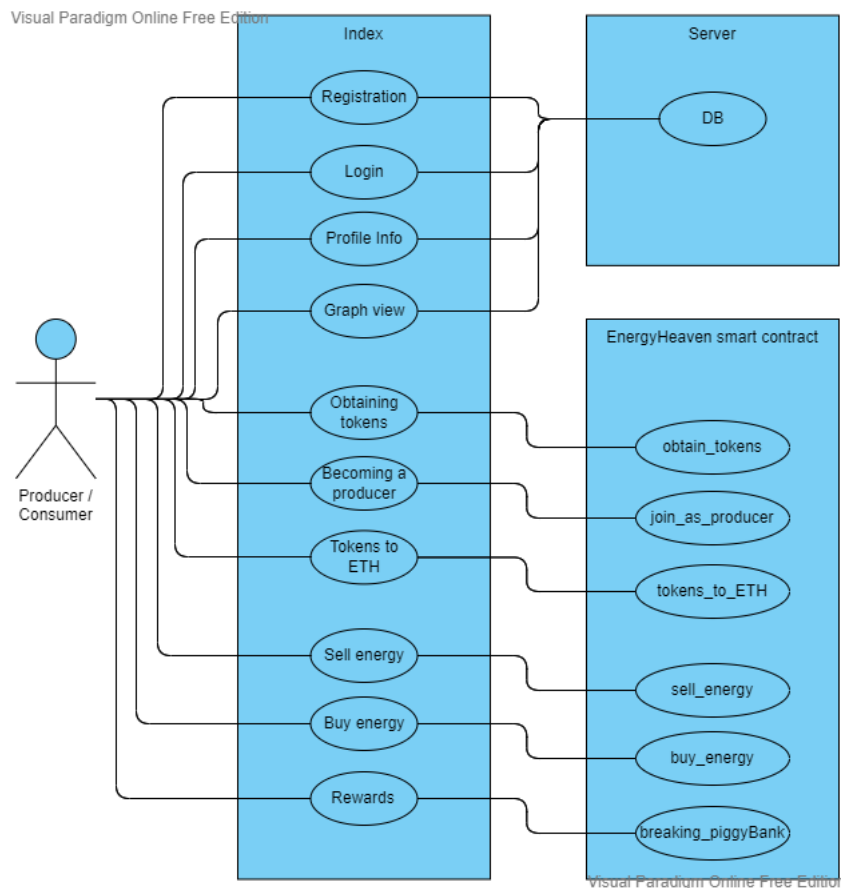 Visual Paradigm Online Free Edition
Index
Server
Registration
DB
Login
Profile Info
Graph view
EnergyHeaven smart contract
Obtaining
tokens
obtain_tokens
Becoming a
producer
join_as_producer
Producer /
Consumer
Tokens to
ETH
tokens_to_ETH
Sell energy
sell_energy
Buy energy
buy_energy
Rewards
breaking_piggyBank
Visual Paradigm Online Free Edition